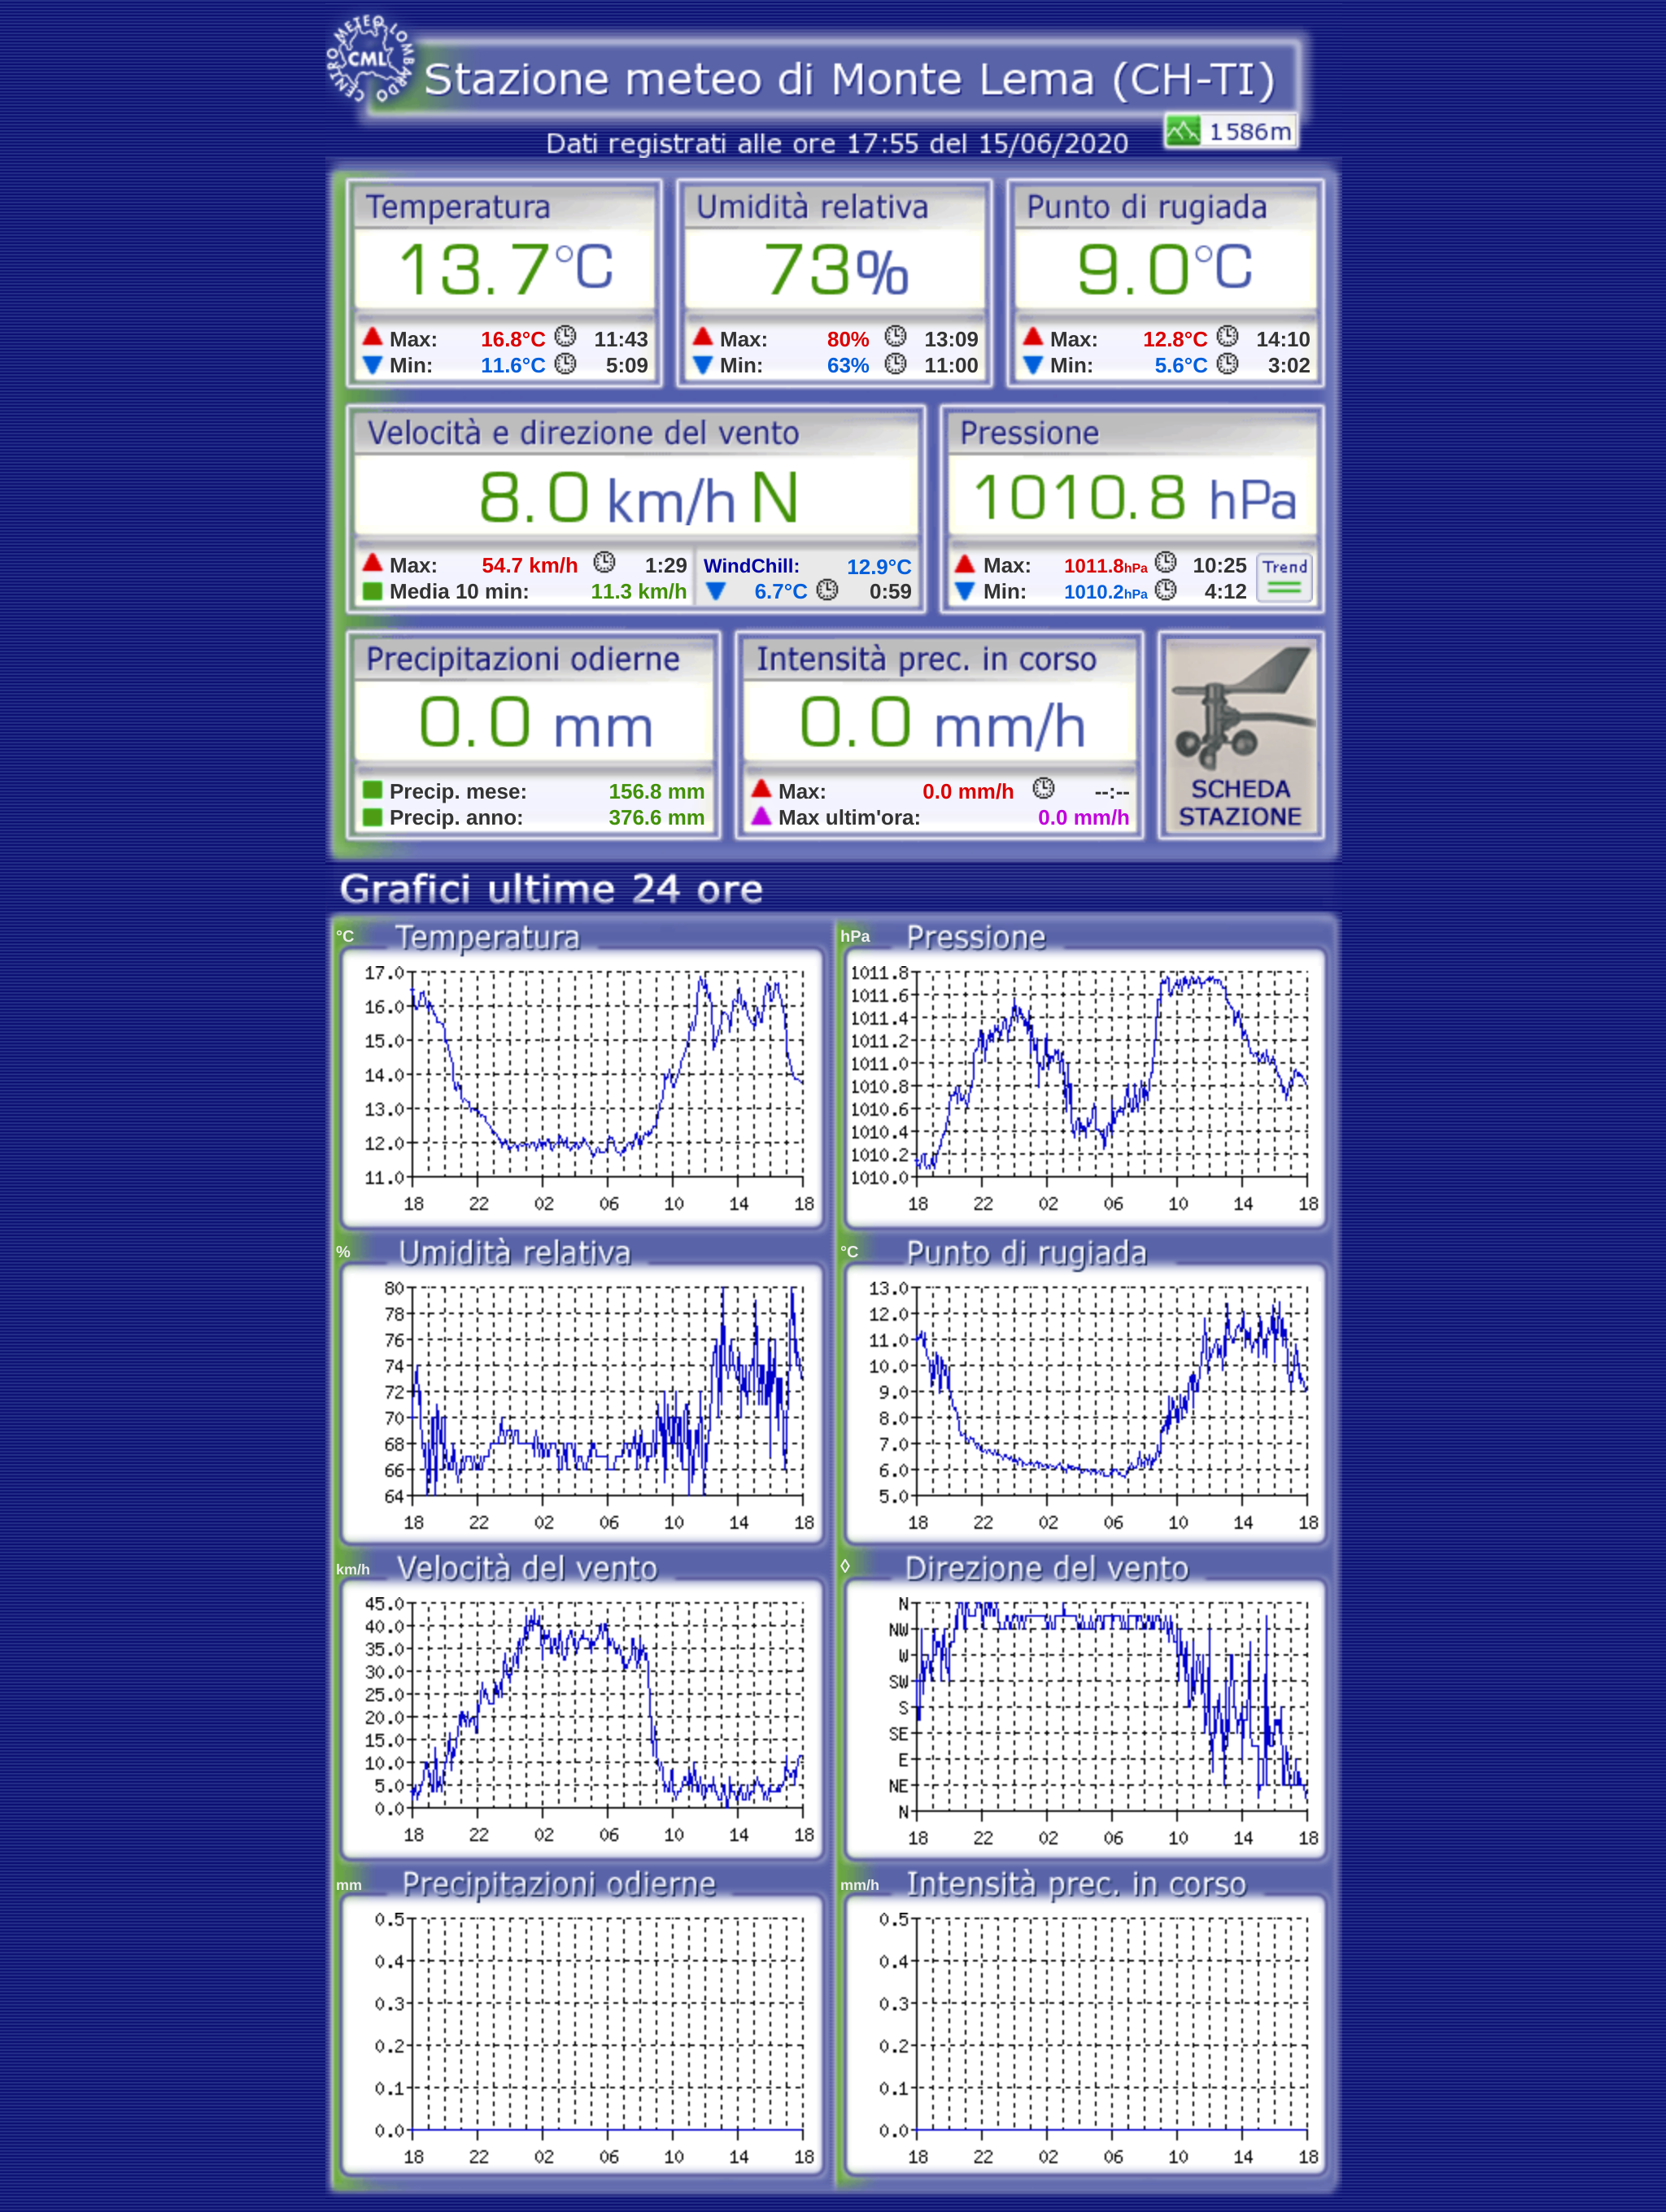 CENTRO METEO LOMBARDO
CML
Stazione meteo di Monte Lema (CH-TI)
1586m
Dati registrati alle ore 17:55 del 15/06/2020
Temperatura Umidità relativa Punto di rugiada
13.7°C 73% 9.0°C
Max: 16.8°C 11:43 Max: 80% 13:09 Max: 12.8°C 14:10
Min: 11.6°C 5:09 Min: 63% 11:00 Min: 5.6°C 3:02
Velocità e direzione del vento Pressione
8.0 km/h N 1010.8 hPa
Max: 54.7 km/h 1:29 WindChill: 12.9°C Max: 1011.8hPa 10:25 Trend
Media 10 min: 11.3 km/h 6.7°C 0:59 Min: 1010.2hPa 4:12
Precipitazioni odierne Intensità prec. in corso
0.0 mm 0.0 mm/h
Precip. mese: 156.8 mm Max: 0.0 mm/h --:-- SCHEDA
Precip. anno: 376.6 mm Max ultim'ora: 0.0 mm/h STAZIONE
Grafici ultime 24 ore
°C Temperatura
17.0
16.0
15.0
14.0
13.0
12.0
11.0
18 22 02 06 10 14 18
hPa Pressione
1011.8
1011.6
1011.4
1011.2
1011.0
1010.8
1010.6
1010.4
1010.2
1010.0
18 22 02 06 10 14 18
% Umidità relativa
80
78
76
74
72
70
68
66
64
18 22 02 06 10 14 18
°C Punto di rugiada
13.0
12.0
11.0
10.0
9.0
8.0
7.0
6.0
5.0
18 22 02 06 10 14 18
km/h Velocità del vento
45.0
40.0
35.0
30.0
25.0
20.0
15.0
10.0
5.0
0.0
18 22 02 06 10 14 18
◊ Direzione del vento
N
NW
W
SW
S
SE
E
NE
N
18 22 02 06 10 14 18
mm Precipitazioni odierne
0.5
0.4
0.3
0.2
0.1
0.0
18 22 02 06 10 14 18
mm/h Intensità prec. in corso
0.5
0.4
0.3
0.2
0.1
0.0
18 22 02 06 10 14 18